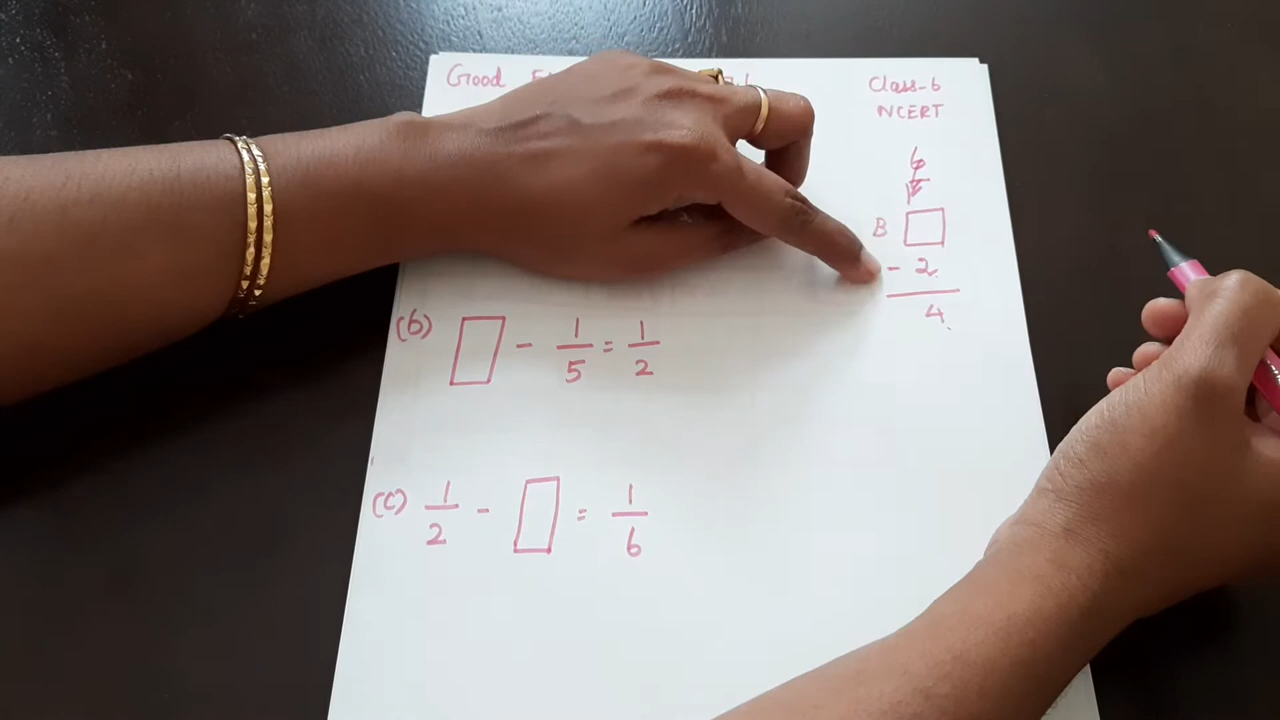 Good
Class-6
NCERT
6
B □
- 2
4
(b) □ - 1/5 = 1/2
(c) 1/2 - □ = 1/6